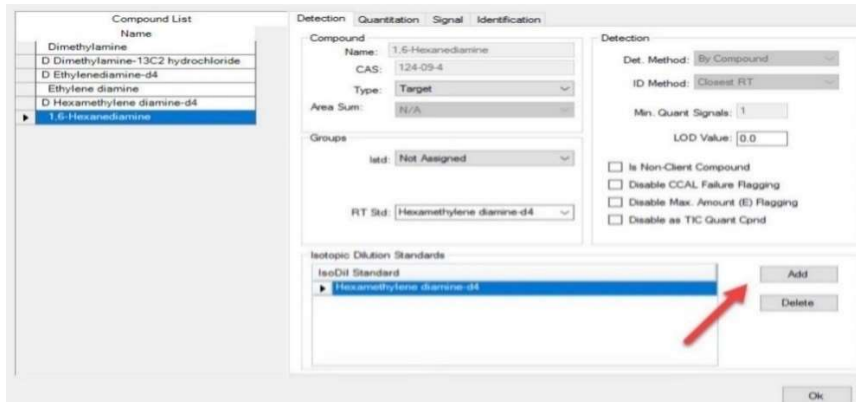 Compound List
Name
Dimethylamine
D Dimethylamine-13C2 hydrochloride
D Ethylenediamine-d4
Ethylene diamine
D Hexamethylene diamine-d4
1,6-Hexanediamine
Detection Quantitation Signal Identification
Compound
Name: 1,6-Hexanediamine
CAS: 124-09-4
Type: Target
Area Sum: N/A
Groups
Istd: Not Assigned
RT Std: Hexamethylene diamine-d4
Detection
Det. Method: By Compound
ID Method: Closest RT
Min. Quant Signals: 1
LOD Value: 0.0
Is Non-Client Compound
Disable CCAL Failure Flagging
Disable Max. Amount (E) Flagging
Disable as TIC Quant Cpnd
Isotopic Dilution Standards
IsoDil Standard
Hexamethylene diamine-d4
Add
Delete
Ok